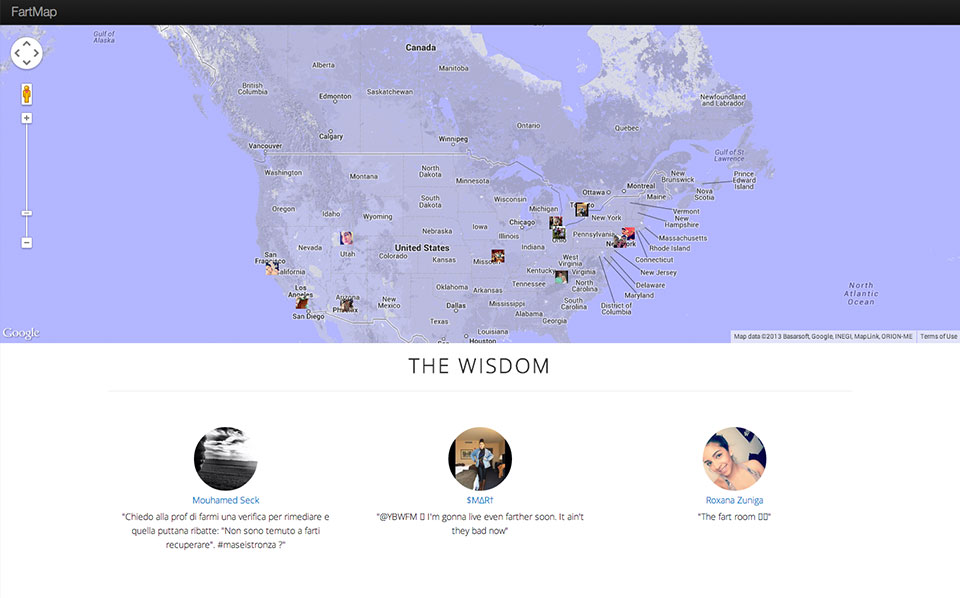 FartMap
Gulf of
Alaska
Canada
Alberta
Manitoba
British
Columbia
Edmonton
Saskatchewan
Newfoundland
and Labrador
Ontario
Quebec
Calgary
Winnipeg
Vancouver
Gulf of St
Lawrence
Washington
Montana
North
Dakota
Minnesota
New
Brunswick
Prince
Edward
Island
Ottawa
Montreal
Maine
Nova
Scotia
Oregon
Idaho
Wyoming
South
Dakota
Wisconsin
Michigan
New York
Vermont
New
Hampshire
Chicago
Iowa
Nebraska
Illinois
Indiana
Ohio
Pennsylvania
Massachusetts
Rhode Island
Connecticut
Nevada
Utah
United States
Colorado
Kansas
San
Francisco
California
West
Virginia
Kentucky
Virginia
New Jersey
Delaware
Maryland
Los
Angeles
Arizona
New
Mexico
Oklahoma
Arkansas
Tennessee
North
Carolina
District of
Columbia
North
Atlantic
Ocean
San Diego
Dallas
Mississippi
South
Carolina
Alabama
Georgia
Texas
Louisiana
Houston
Google
Map data ©2013 Basarsoft, Google, INEGI, MapLink, ORION-ME
Terms of Use
THE WISDOM
Mouhamed Seck
"Chiedo alla prof di farmi una verifica per rimediare e
quella puttana ribatte: "Non sono temuto a farti
recuperare". #maseistronza ?"
$MΔR†
"@YBWFM I'm gonna live even farther soon. It ain't
they bad now"
Roxana Zuniga
"The fart room"